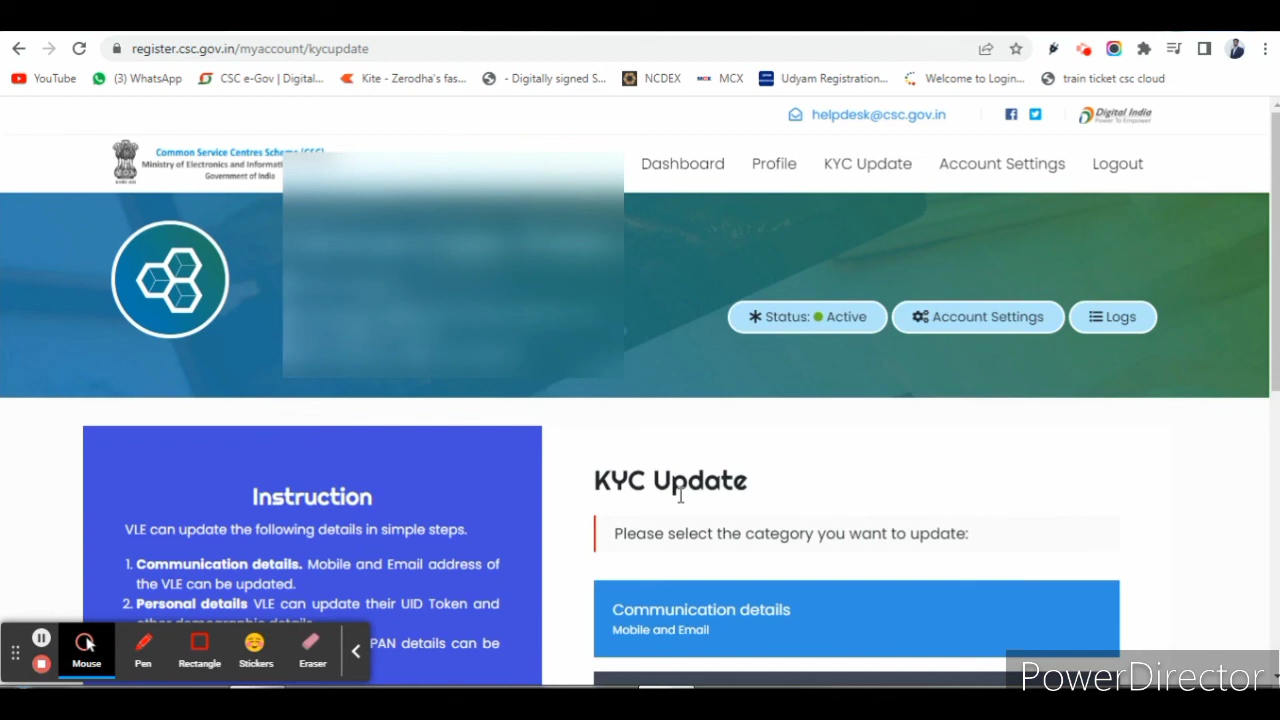 register.csc.gov.in/myaccount/kycupdate
YouTube
(3) WhatsApp
CSC e-Gov | Digital...
Kite - Zerodha's fas...
- Digitally signed S...
NCDEX
MCX
Udyam Registration...
Welcome to Login...
train ticket csc cloud
helpdesk@csc.gov.in
Digital India
Power To Empower
Common Service Centres Scheme (CSC)
Ministry of Electronics and Informati
Government of India
Dashboard
Profile
KYC Update
Account Settings
Logout
Status: Active
Account Settings
Logs
Instruction
VLE can update the following details in simple steps.
1. Communication details. Mobile and Email address of
the VLE can be updated.
2. Personal details VLE can update their UID Token and
other demographic details.
PAN details can be
KYC Update
Please select the category you want to update:
Communication details
Mobile and Email
Mouse
Pen
Rectangle
Stickers
Eraser
PowerDirector